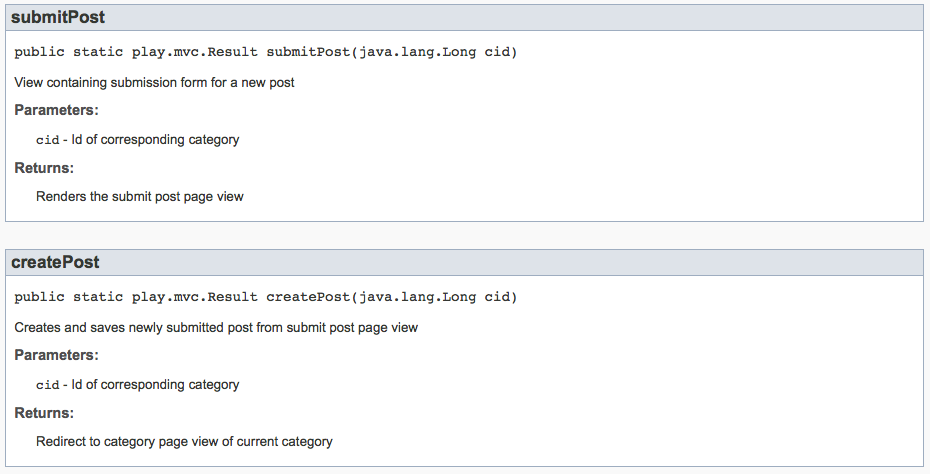 submitPost
public static play.mvc.Result submitPost(java.lang.Long cid)
View containing submission form for a new post
Parameters:
cid - Id of corresponding category
Returns:
Renders the submit post page view
createPost
public static play.mvc.Result createPost(java.lang.Long cid)
Creates and saves newly submitted post from submit post page view
Parameters:
cid - Id of corresponding category
Returns:
Redirect to category page view of current category